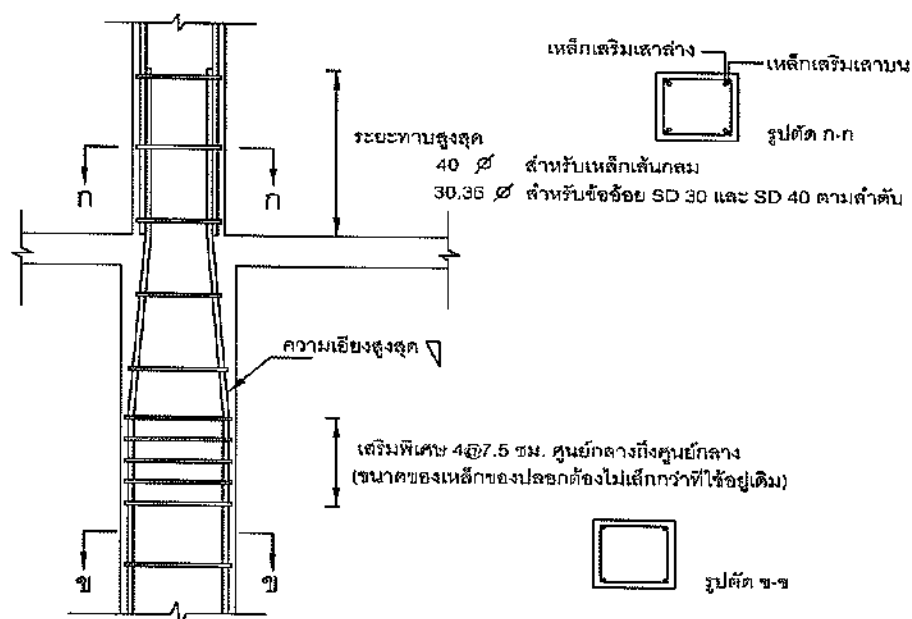 เหล็กเสริมเสาล่าง
เหล็กเสริมเสาบน
รูปตัด ก-ก
ระยะทาบสูงสุด
40 Ø สำหรับเหล็กเส้นกลม
30,36 Ø สำหรับข้ออ้อย SD 30 และ SD 40 ตามลำดับ
ก ก
ความเอียงสูงสุด
เสริมพิเศษ 4@7.5 ซม. ศูนย์กลางถึงศูนย์กลาง
(ขนาดของเหล็กของปลอกต้องไม่เล็กกว่าที่ใช้อยู่เดิม)
ข ข
รูปตัด ข-ข